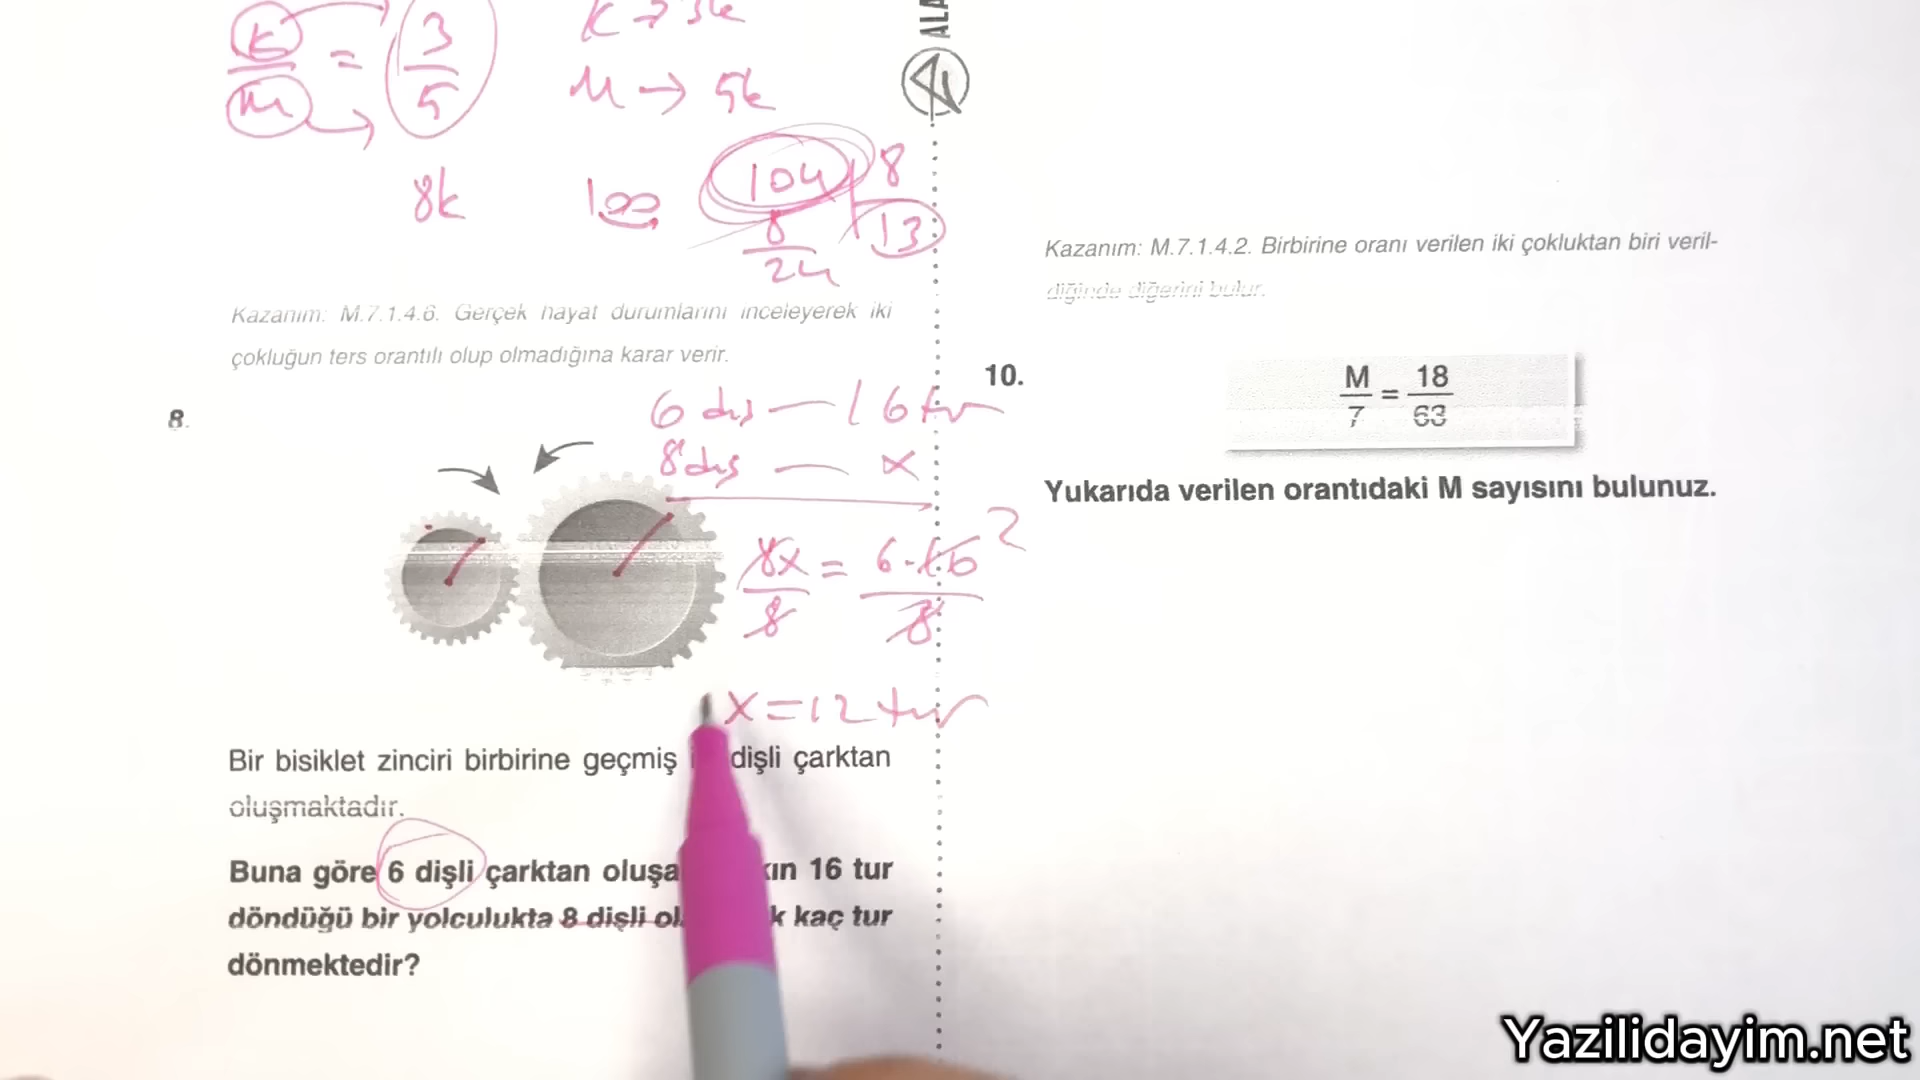 k/m = 3/5
M → 5k
8k
100
104
8
8
13
24
ALA
Kazanım: M.7.1.4.6. Gerçek hayat durumlarını inceleyerek iki
çokluğun ters orantılı olup olmadığına karar verir.
8.
6 diş — 16 tur
8 diş — x
8x/8 = 6·16/8
2
x=12 tur
Bir bisiklet zinciri birbirine geçmiş dişli çarktan
oluşmaktadır.
Buna göre 6 dişli çarktan 16 tur
döndüğü bir yolculukta 8 dişli kaç tur
dönmektedir?
Kazanım: M.7.1.4.2. Birbirine oranı verilen iki çokluktan biri veril-
diğinde diğerini bulur.
10.
M/7 = 18/63
Yukarıda verilen orantıdaki M sayısını bulunuz.
Yazilidayim.net